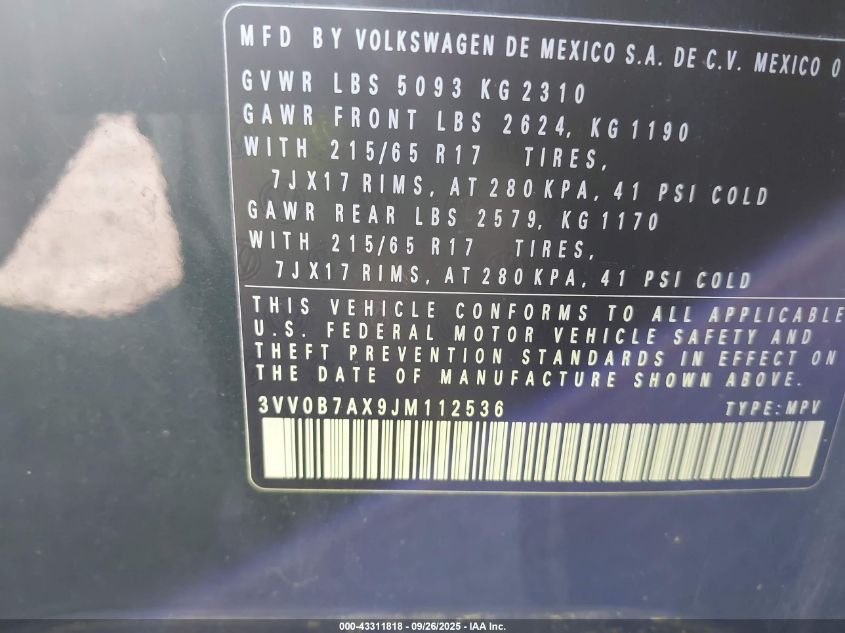 MFD BY VOLKSWAGEN DE MEXICO S.A. DE C.V. MEXICO 0
GVWR LBS 5093 KG 2310
GAWR FRONT LBS 2624, KG 1190
WITH 215/65 R17 TIRES,
7JX17 RIMS, AT 280 KPA, 41 PSI COLD
GAWR REAR LBS 2579, KG 1170
WITH 215/65 R17 TIRES,
7JX17 RIMS, AT 280 KPA, 41 PSI COLD
THIS VEHICLE CONFORMS TO ALL APPLICABLE
U.S. FEDERAL MOTOR VEHICLE SAFETY AND
THEFT PREVENTION STANDARDS IN EFFECT ON
THE DATE OF MANUFACTURE SHOWN ABOVE.
3VV0B7AX9JM112536 TYPE: MPV
000-43311818 - 09/26/2025 - IAA Inc.